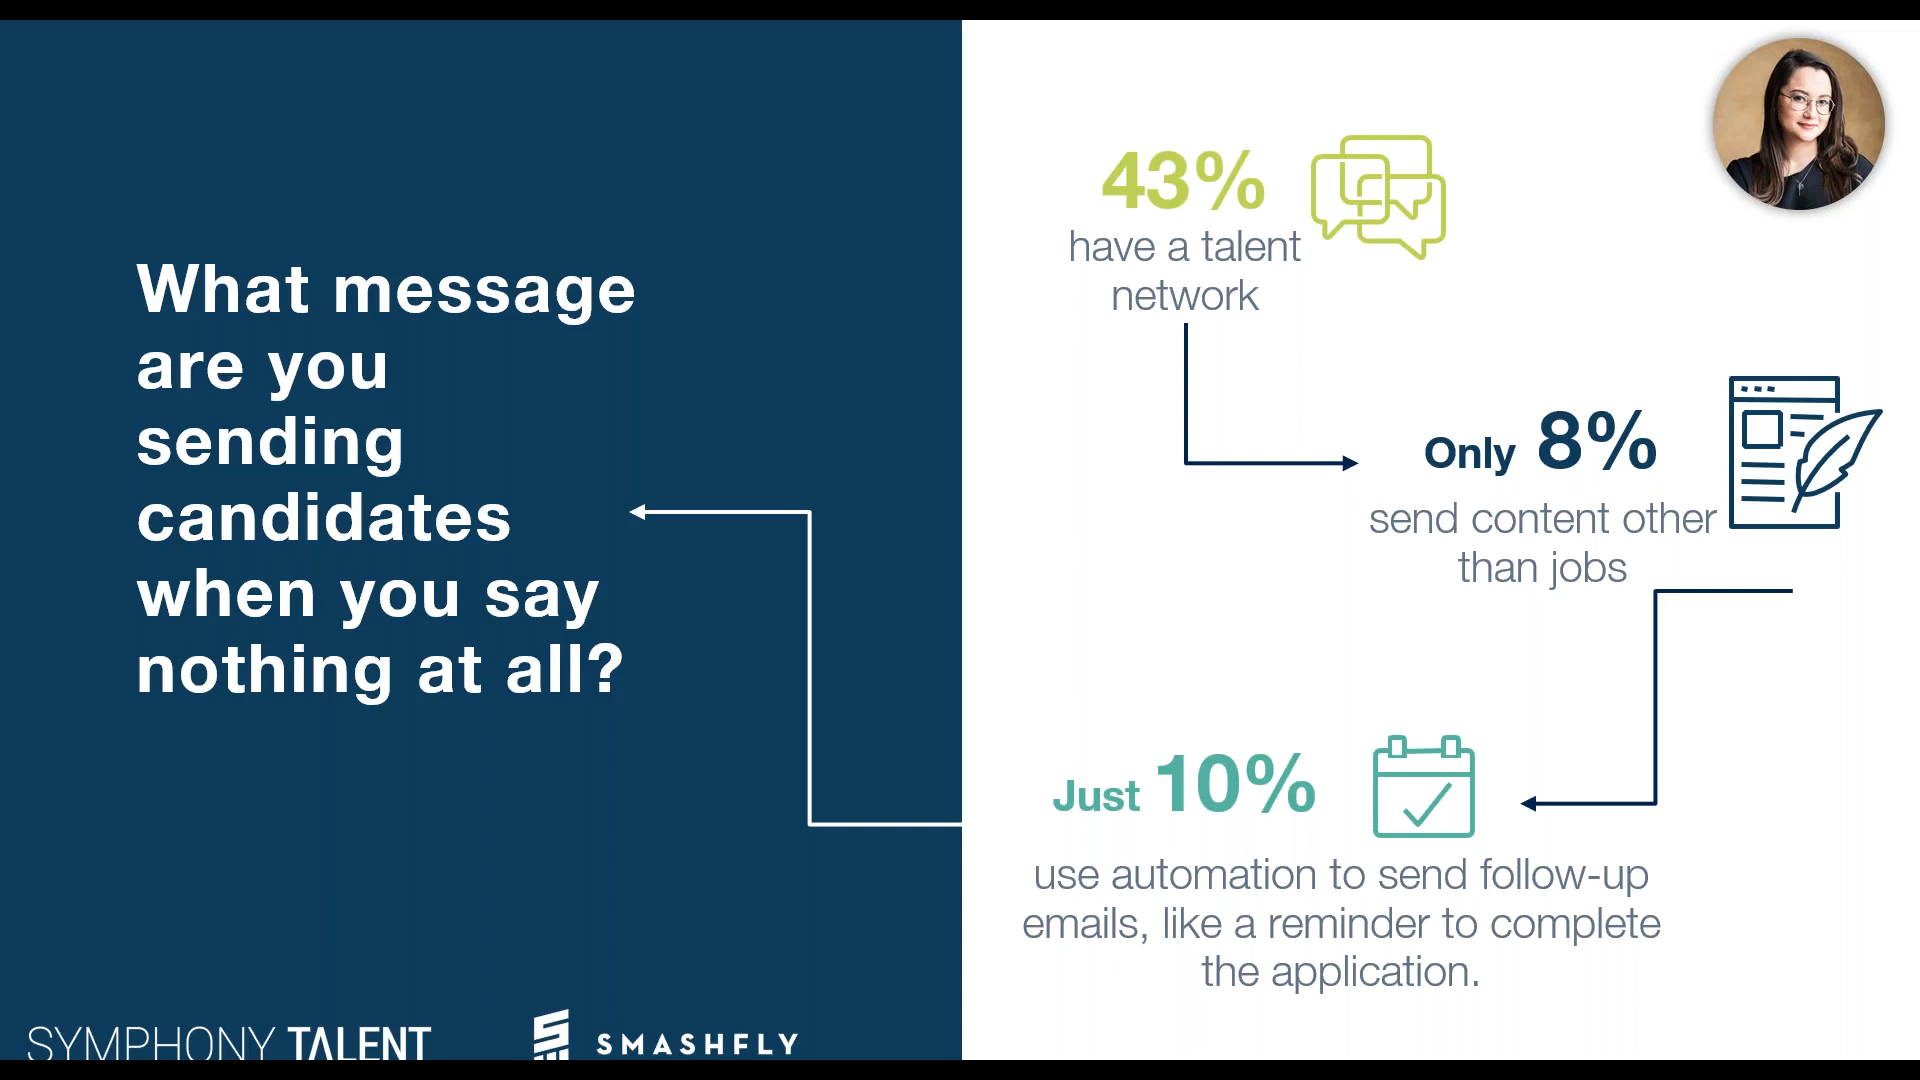 What message
are you
sending
candidates
when you say
nothing at all?
43%
have a talent
network
Only 8%
send content other
than jobs
Just 10%
use automation to send follow-up
emails, like a reminder to complete
the application.
SYMPHONY TALENT
SMASHFLY